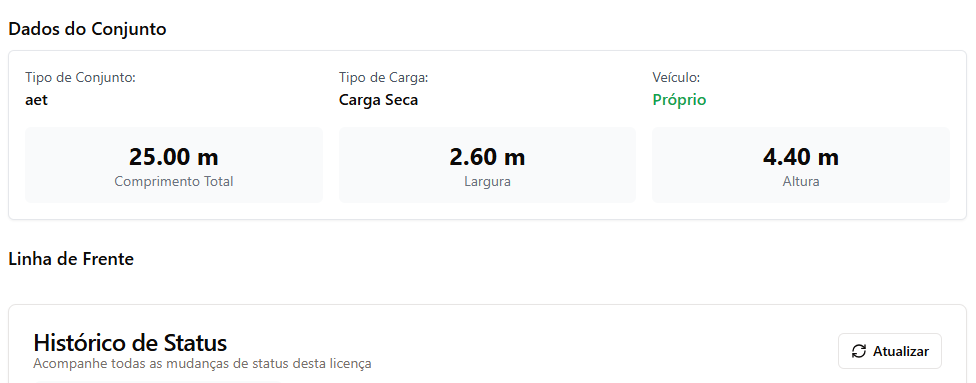 Dados do Conjunto
Tipo de Conjunto:
aet
Tipo de Carga:
Carga Seca
Veículo:
Próprio
25.00 m
Comprimento Total
2.60 m
Largura
4.40 m
Altura
Linha de Frente
Histórico de Status
Acompanhe todas as mudanças de status desta licença
Atualizar